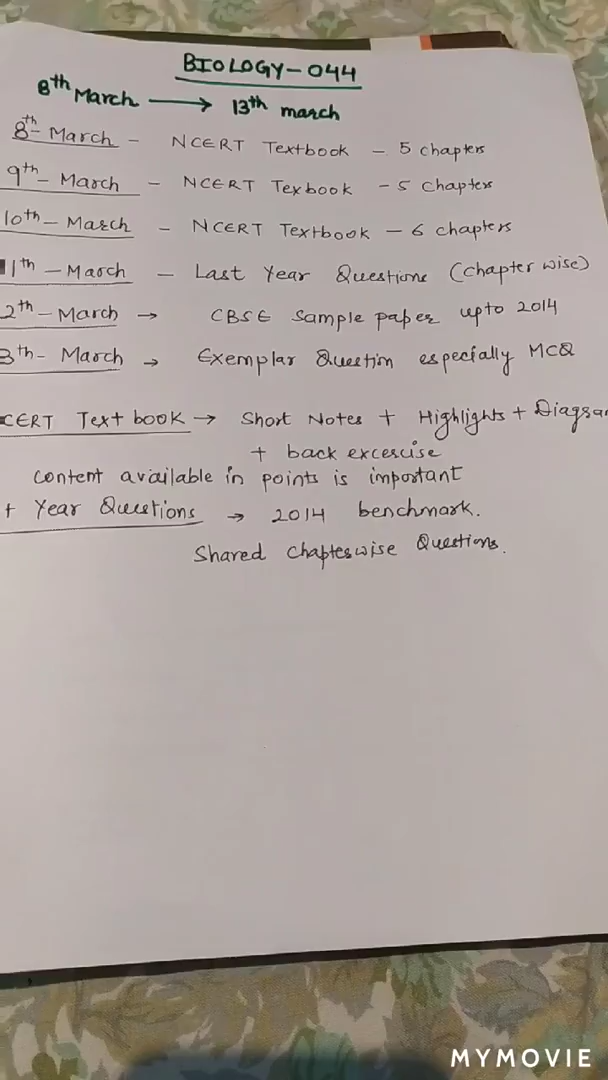 BIOLOGY-044
8th March → 13th march
8th March - NCERT Textbook - 5 chapters
9th - March - NCERT Texbook - 5 chapters
10th - March - NCERT Textbook - 6 chapters
1th - March - Last Year Questions (chapter wise)
2th - March → CBSE sample paper upto 2014
3th - March → Exemplar Question especially MCQ
CERT Text book → Short Notes + Highlights + Diagram
+ back excercise
content available in points is important
+ Year Questions → 2014 benchmark.
Shared Chapterswise Questions.
MYMOVIE